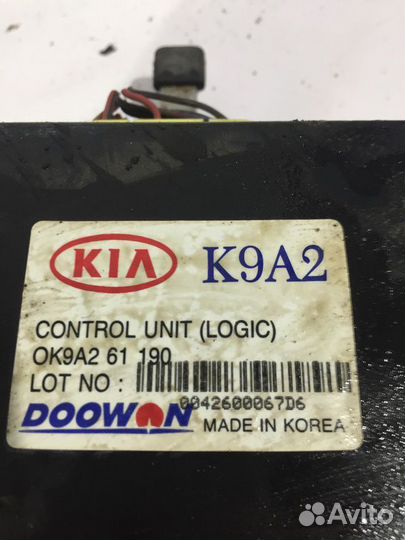 KIA K9A2
CONTROL UNIT (LOGIC)
OK9A2 61 190
LOT NO :
0042600067D6
DOOWON MADE IN KOREA
Avito